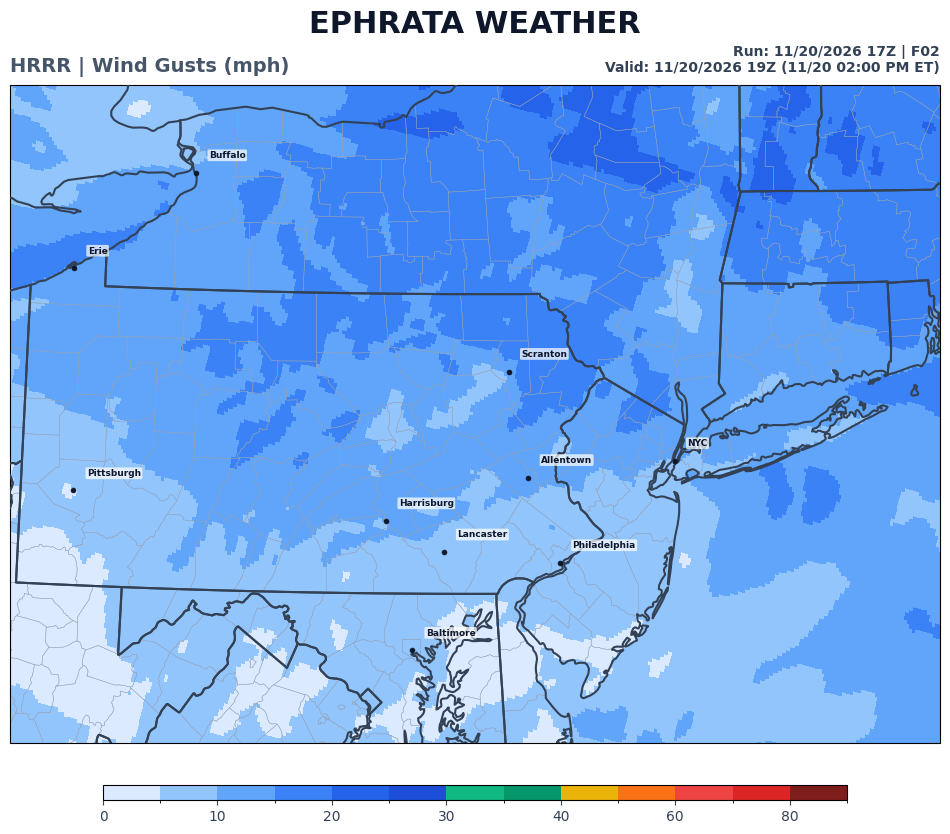 EPHRATA WEATHER
HRRR | Wind Gusts (mph)
Run: 11/20/2026 17Z | F02
Valid: 11/20/2026 19Z (11/20 02:00 PM ET)
Buffalo
Erie
Scranton
NYC
Allentown
Pittsburgh
Harrisburg
Lancaster
Philadelphia
Baltimore
0 10 20 30 40 50 60 70 80